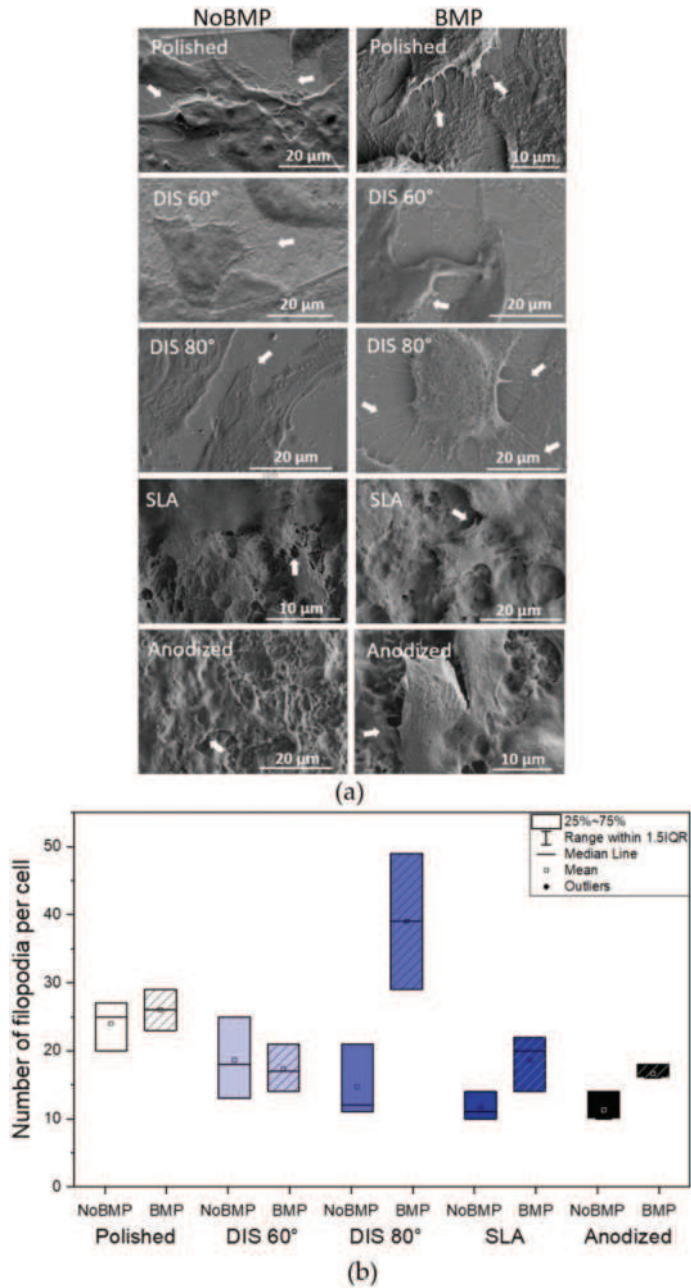 NoBMP BMP
Polished Polished
20 µm 10 µm
DIS 60° DIS 60°
20 µm 20 µm
DIS 80° DIS 80°
20 µm 20 µm
SLA SLA
10 µm 20 µm
Anodized Anodized
20 µm 10 µm
(a)
25%~75%
Range within 1.5IQR
Median Line
Mean
Outliers
Number of filopodia per cell
50
40
30
20
10
0
NoBMP BMP NoBMP BMP NoBMP BMP NoBMP BMP NoBMP BMP
Polished DIS 60° DIS 80° SLA Anodized
(b)